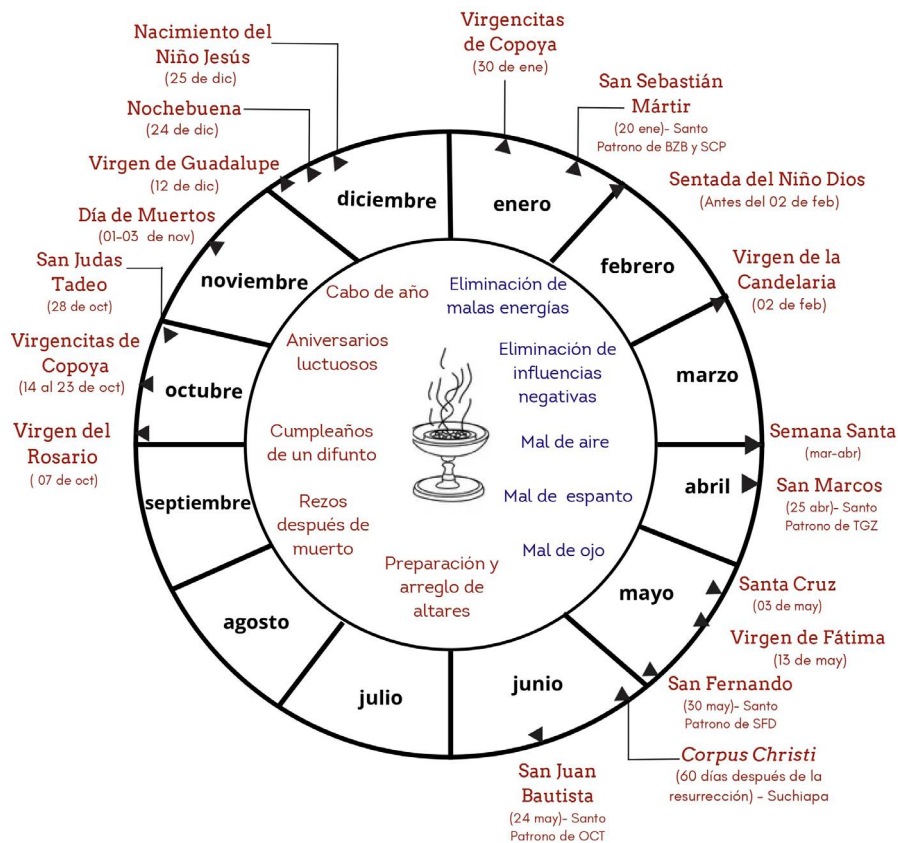 Nacimiento del
Niño Jesús
(25 de dic)
Nochebuena
(24 de dic)
Virgen de Guadalupe
(12 de dic)
Día de Muertos
(01-03 de nov)
San Judas
Tadeo
(28 de oct)
Virgencitas de
Copoya
(14 al 23 de oct)
Virgen del
Rosario
( 07 de oct)
Virgencitas
de Copoya
(30 de ene)
San Sebastián
Mártir
(20 ene)- Santo
Patrono de BZB y SCP
Sentada del Niño Dios
(Antes del 02 de feb)
Virgen de la
Candelaria
(02 de feb)
Semana Santa
(mar-abr)
San Marcos
(25 abr)- Santo
Patrono de TGZ
Santa Cruz
(03 de may)
Virgen de Fátima
(13 de may)
San Fernando
(30 may)- Santo
Patrono de SFD
Corpus Christi
(60 días después de la
resurrección) - Suchiapa
San Juan
Bautista
(24 may)- Santo
Patrono de OCT
enero
febrero
marzo
abril
mayo
junio
julio
agosto
septiembre
octubre
noviembre
diciembre
Cabo de año
Aniversarios
luctuosos
Cumpleaños
de un difunto
Rezos
después de
muerto
Preparación y
arreglo de
altares
Eliminación de
malas energías
Eliminación de
influencias
negativas
Mal de aire
Mal de espanto
Mal de ojo